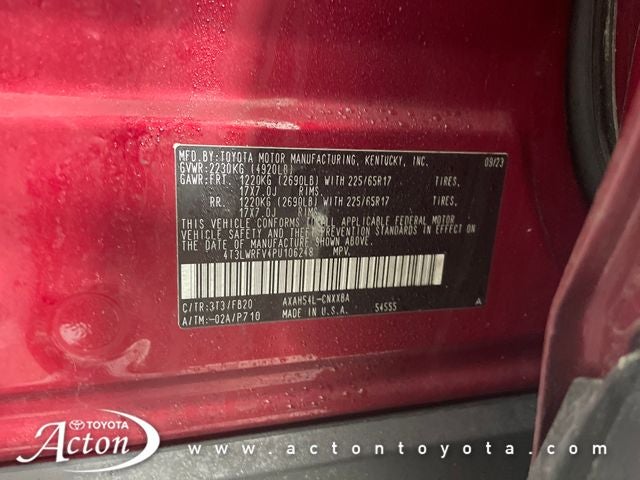 MFD. BY: TOYOTA MOTOR MANUFACTURING, KENTUCKY, INC. 09/23
GVWR: 2230KG (4920LB)
GAWR: FRT. 1220KG (2690LB) WITH 225/65R17 TIRES,
17X7.0J RIMS,
RR. 1220KG (2690LB) WITH 225/65R17 TIRES,
17X7.0J RIMS
THIS VEHICLE CONFORMS TO ALL APPLICABLE FEDERAL MOTOR
VEHICLE SAFETY AND THEFT PREVENTION STANDARDS IN EFFECT ON
THE DATE OF MANUFACTURE SHOWN ABOVE.
4T3LWRFV4PU106248 MPV.
C/TR: 3T3/FB20 AXAH54L-CNXXBA
A/TM: -02A/P710 MADE IN U.S.A. 54555 A
TOYOTA
Acton
www.actontoyota.com